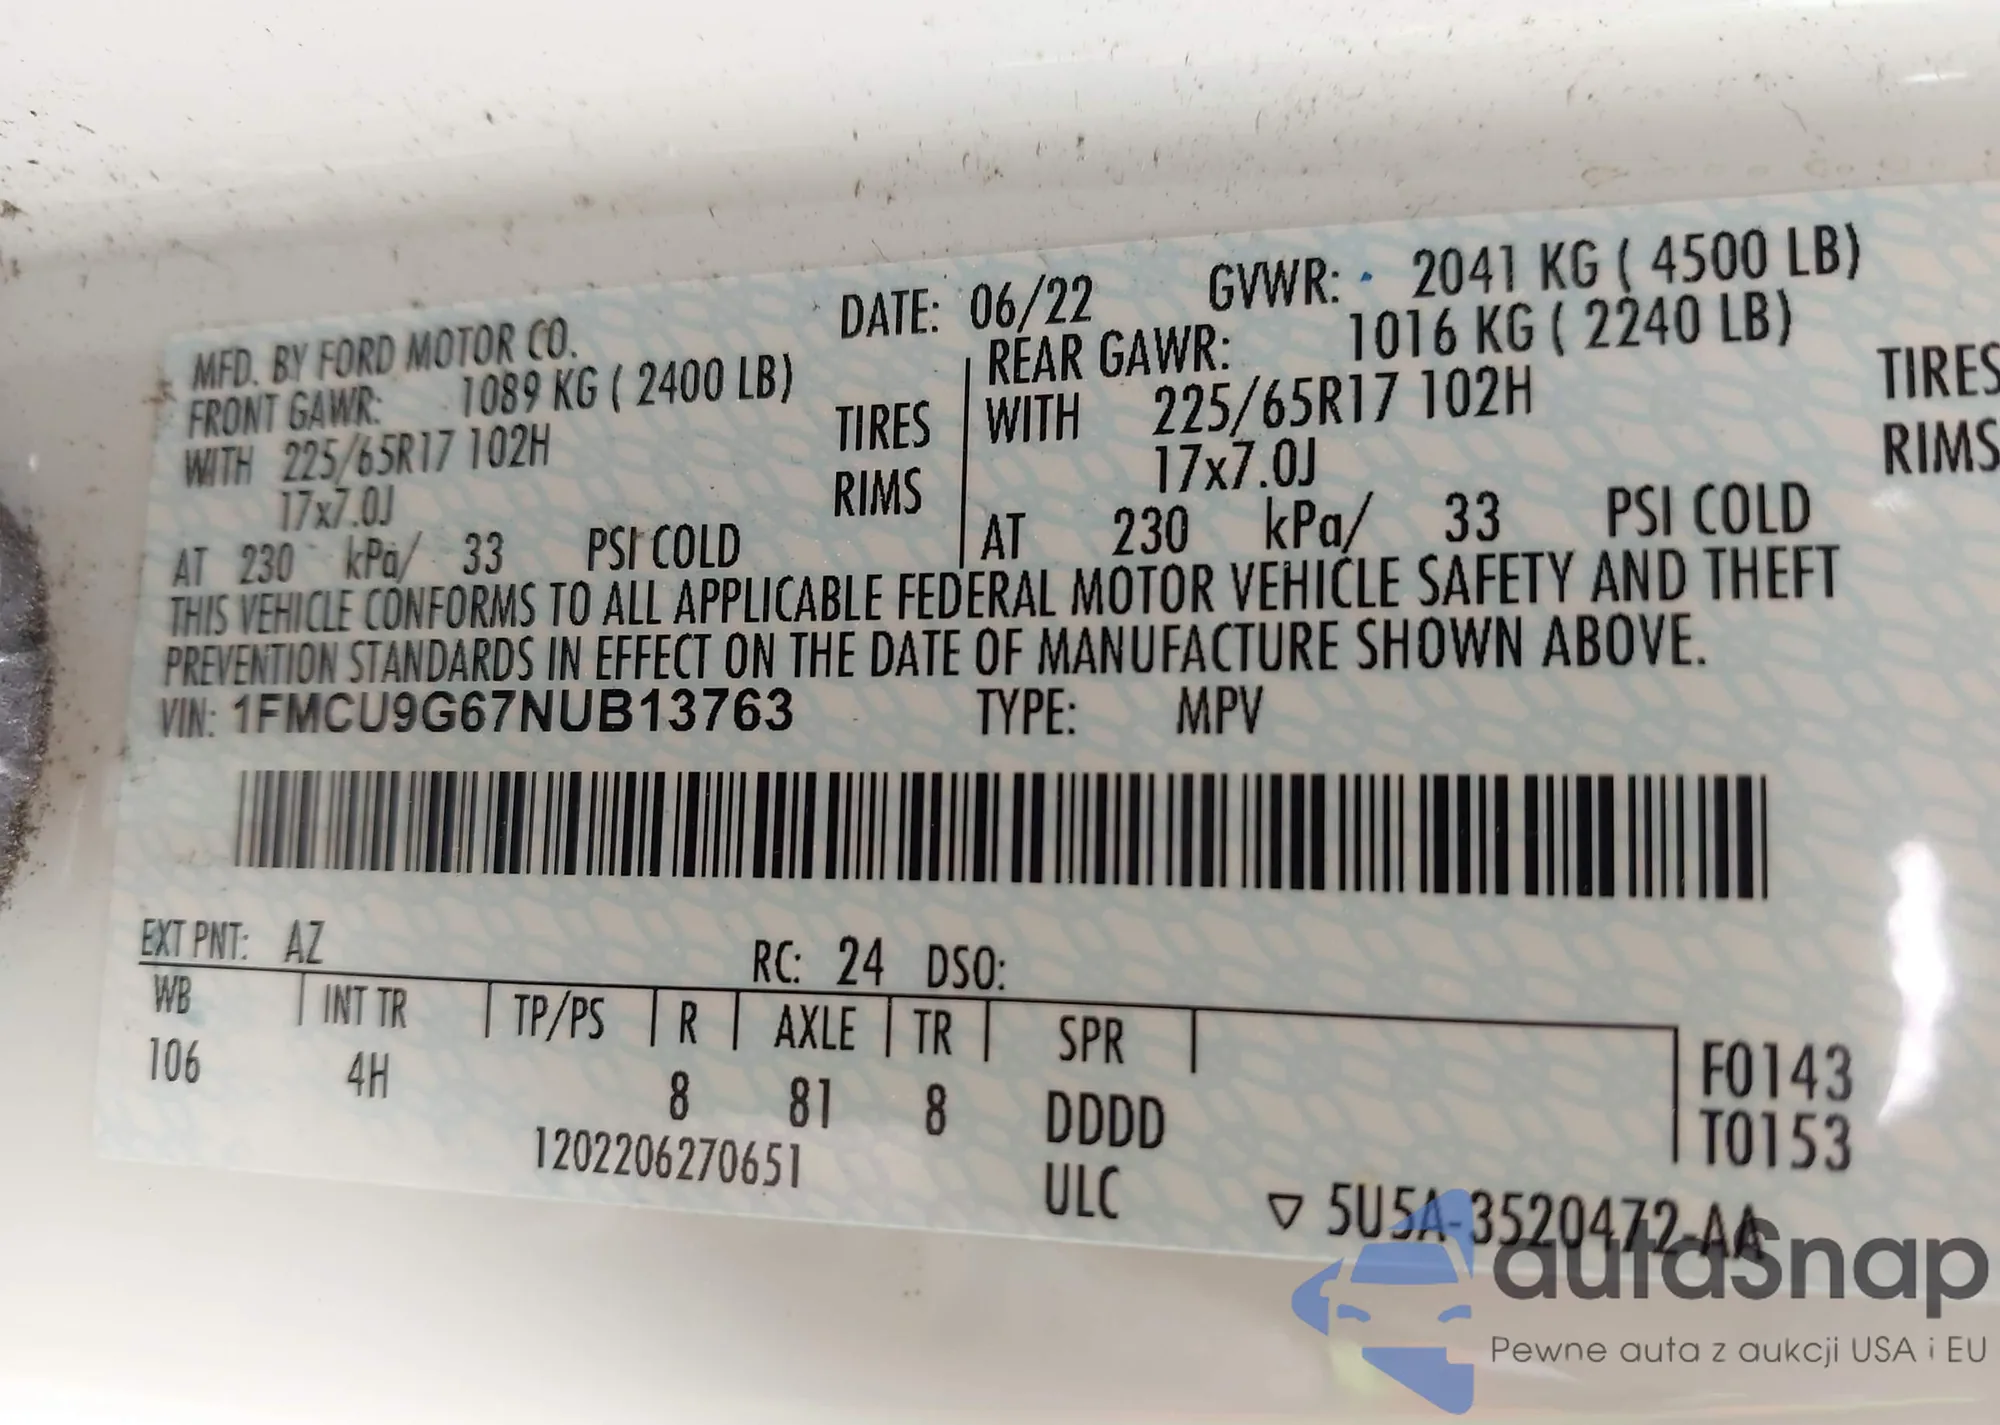 MFD. BY FORD MOTOR CO. DATE: 06/22 GVWR: 2041 KG ( 4500 LB)
FRONT GAWR: 1089 KG ( 2400 LB) REAR GAWR: 1016 KG ( 2240 LB)
WITH 225/65R17 102H TIRES WITH 225/65R17 102H TIRES
17x7.0J RIMS 17x7.0J RIMS
AT 230 kPa/ 33 PSI COLD AT 230 kPa/ 33 PSI COLD
THIS VEHICLE CONFORMS TO ALL APPLICABLE FEDERAL MOTOR VEHICLE SAFETY AND THEFT
PREVENTION STANDARDS IN EFFECT ON THE DATE OF MANUFACTURE SHOWN ABOVE.
VIN: 1FMCU9G67NUB13763 TYPE: MPV
EXT PNT: AZ RC: 24 DSO:
WB INT TR TP/PS R AXLE TR SPR
106 4H 8 81 8 DDDD
F0143
T0153
1202206270651 ULC
▽ 5U5A-3520472-AA
autosnap
Pewne auta z aukcji USA i EU